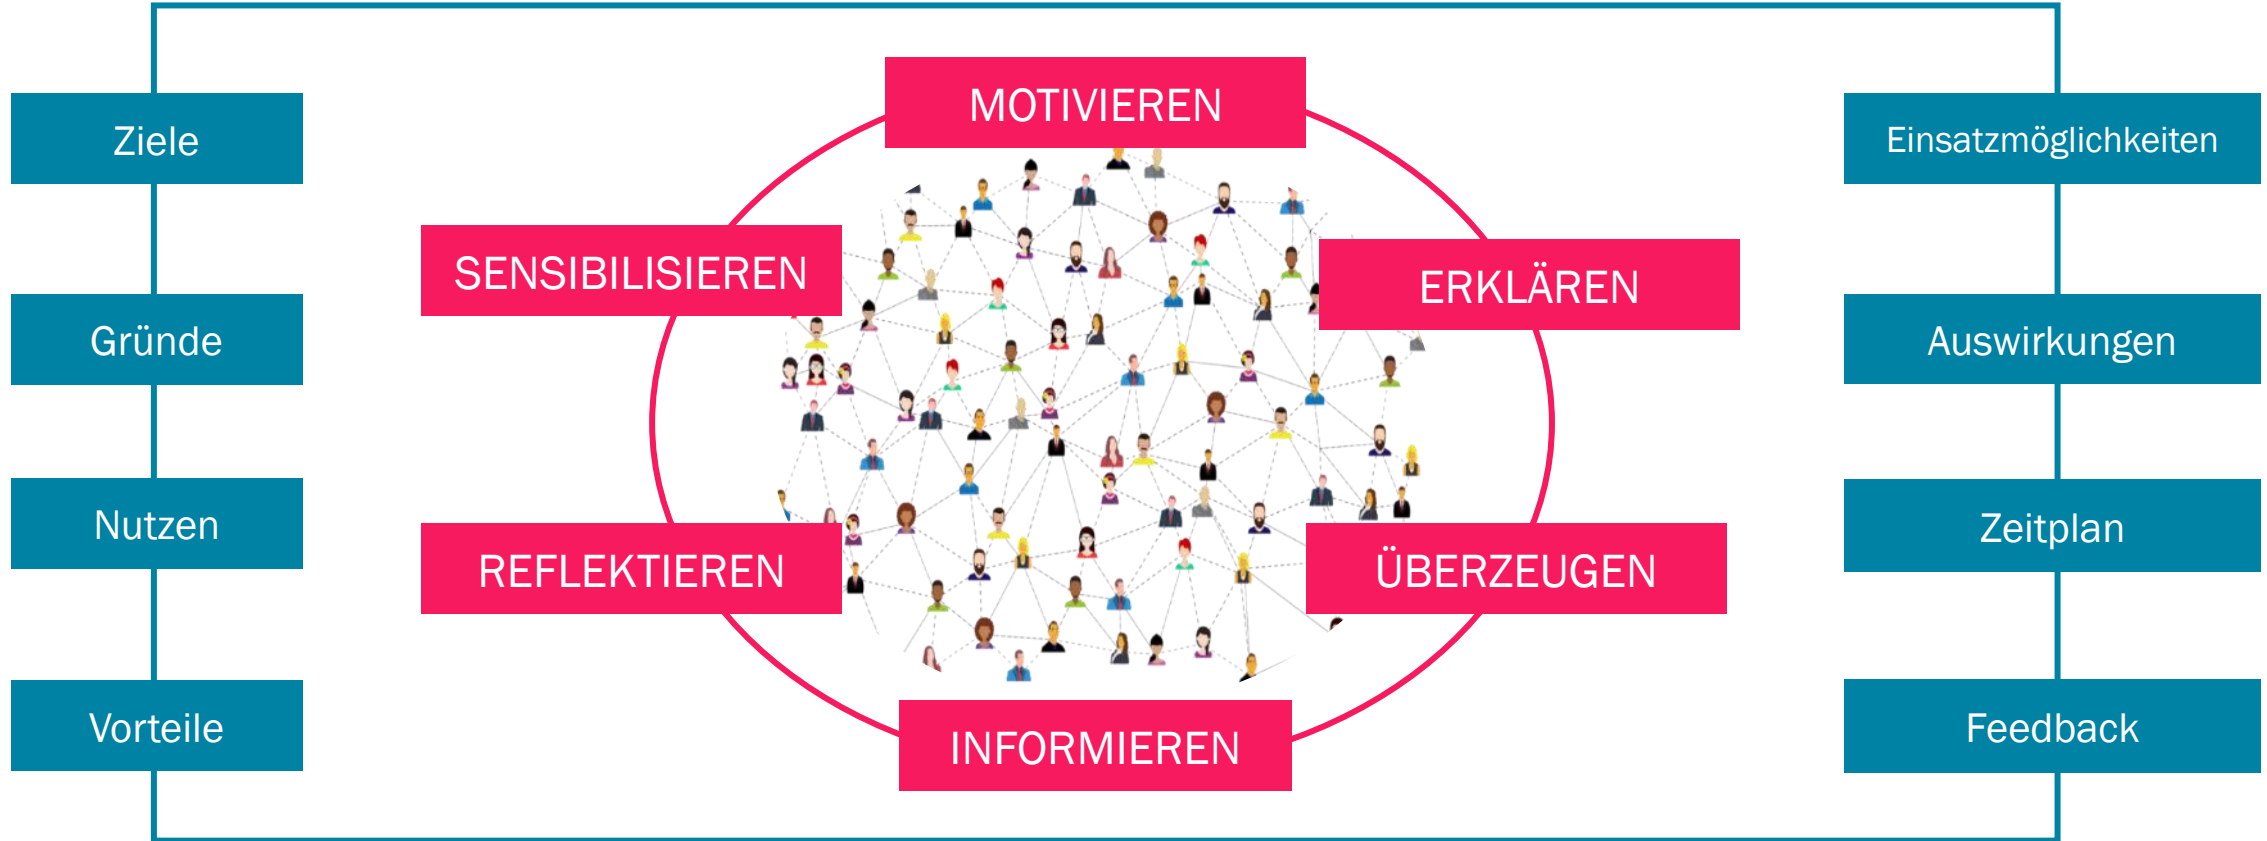 MOTIVIEREN
Ziele
Einsatzmöglichkeiten
SENSIBILISIEREN
ERKLÄREN
Gründe
Auswirkungen
Nutzen
Zeitplan
REFLEKTIEREN
ÜBERZEUGEN
Vorteile
Feedback
INFORMIEREN